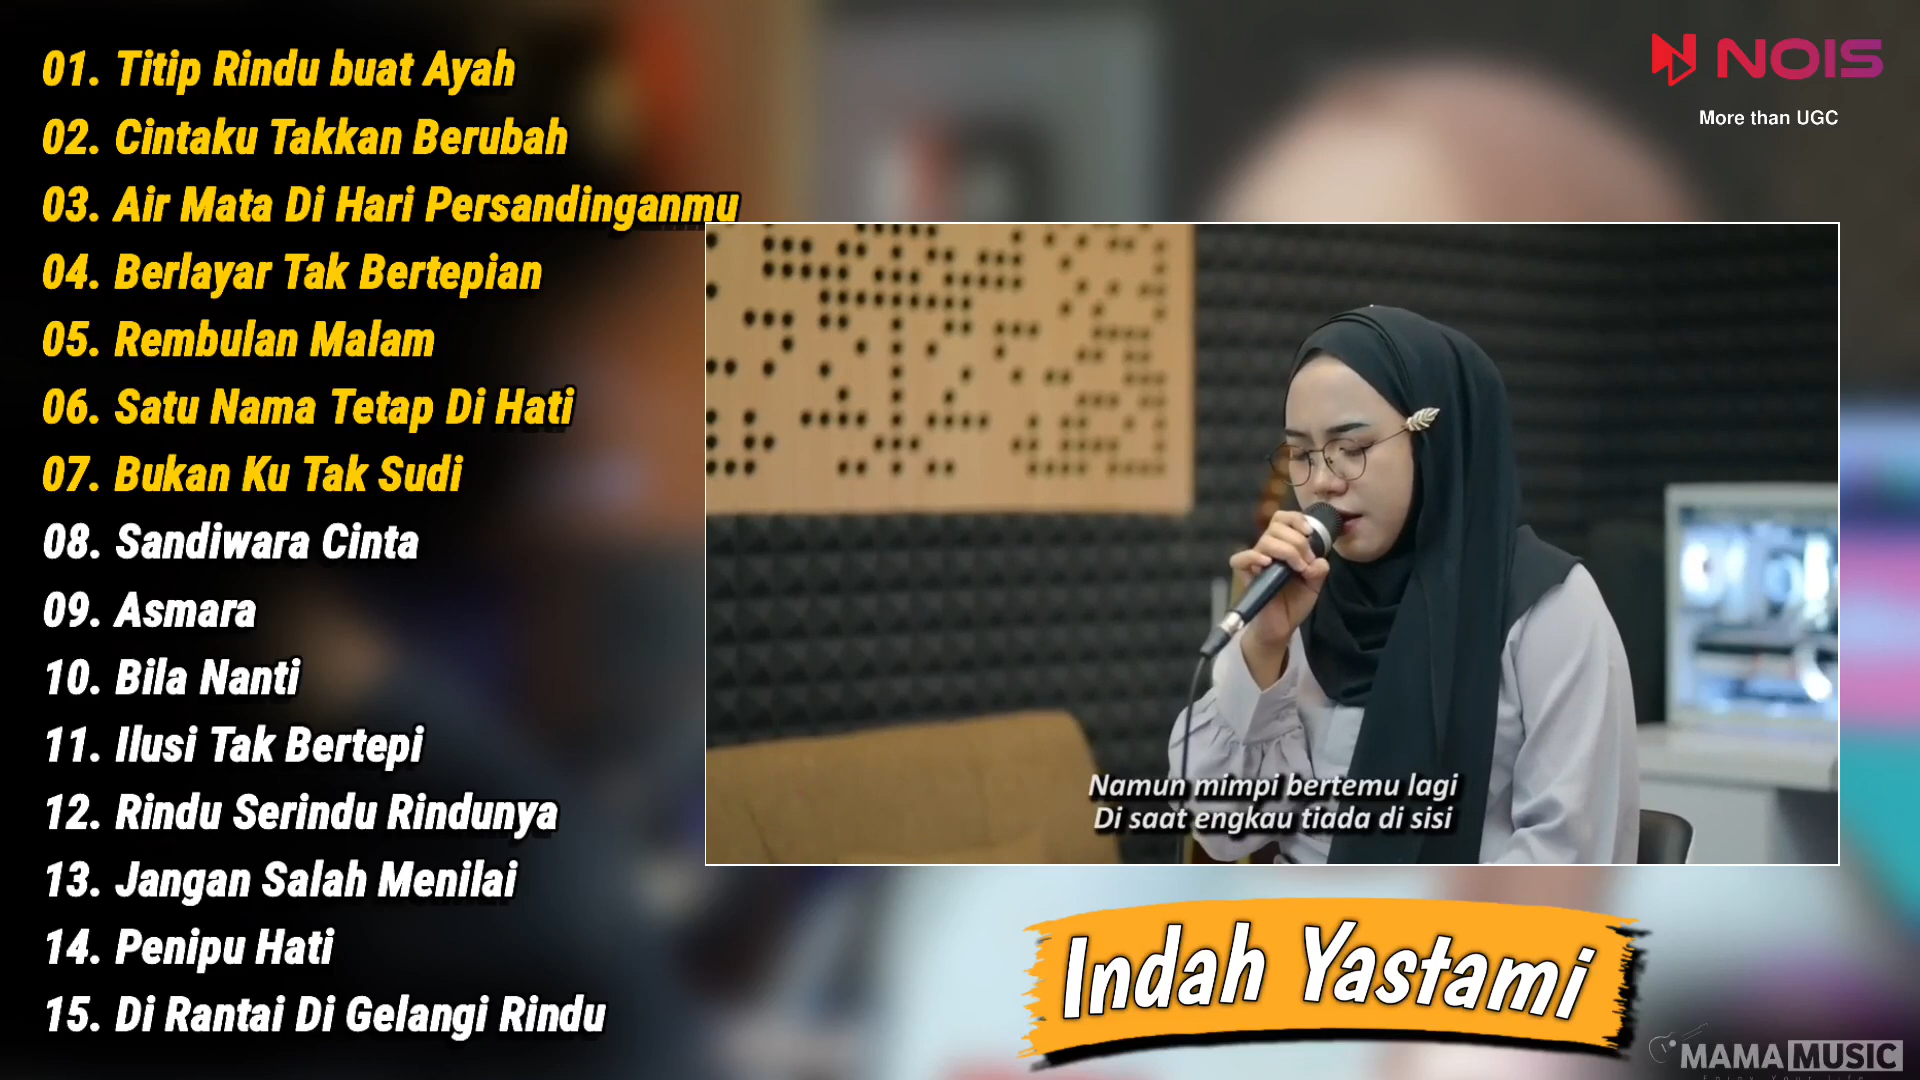 01. Titip Rindu buat Ayah
02. Cintaku Takkan Berubah
03. Air Mata Di Hari Persandinganmu
04. Berlayar Tak Bertepian
05. Rembulan Malam
06. Satu Nama Tetap Di Hati
07. Bukan Ku Tak Sudi
08. Sandiwara Cinta
09. Asmara
10. Bila Nanti
11. Ilusi Tak Bertepi
12. Rindu Serindu Rindunya
13. Jangan Salah Menilai
14. Penipu Hati
15. Di Rantai Di Gelangi Rindu
NOIS
More than UGC
Namun mimpi bertemu lagi
Di saat engkau tiada di sisi
Indah Yastami
MAMA MUSIC